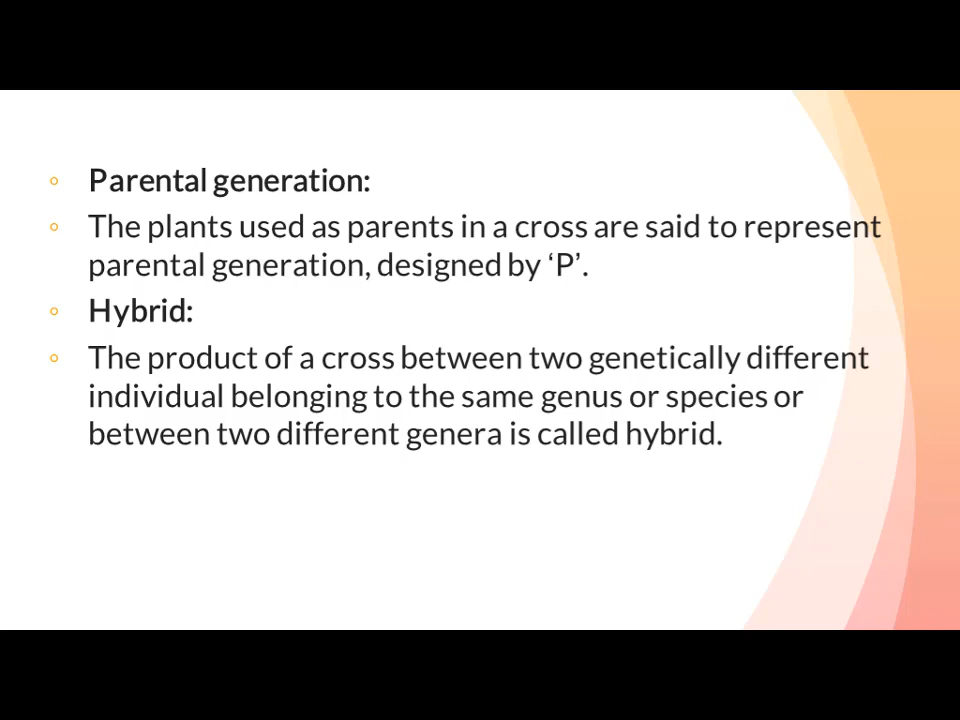 Parental generation:
The plants used as parents in a cross are said to represent
parental generation, designed by ‘P’.
Hybrid:
The product of a cross between two genetically different
individual belonging to the same genus or species or
between two different genera is called hybrid.